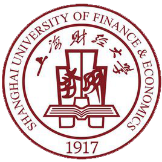 SHANGHAI UNIVERSITY OF FINANCE & ECONOMICS
上海财经大学
1917